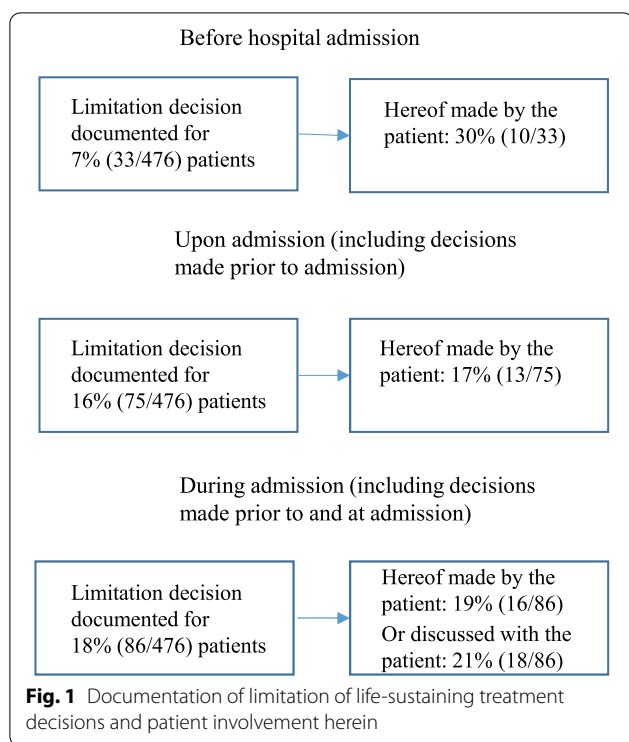 Before hospital admission
Limitation decision
documented for
7% (33/476) patients
Hereof made by the
patient: 30% (10/33)
Upon admission (including decisions
made prior to admission)
Limitation decision
documented for
16% (75/476) patients
Hereof made by the
patient: 17% (13/75)
During admission (including decisions
made prior to and at admission)
Limitation decision
documented for
18% (86/476) patients
Hereof made by the
patient: 19% (16/86)
Or discussed with the
patient: 21% (18/86)
Fig. 1 Documentation of limitation of life-sustaining treatment
decisions and patient involvement herein